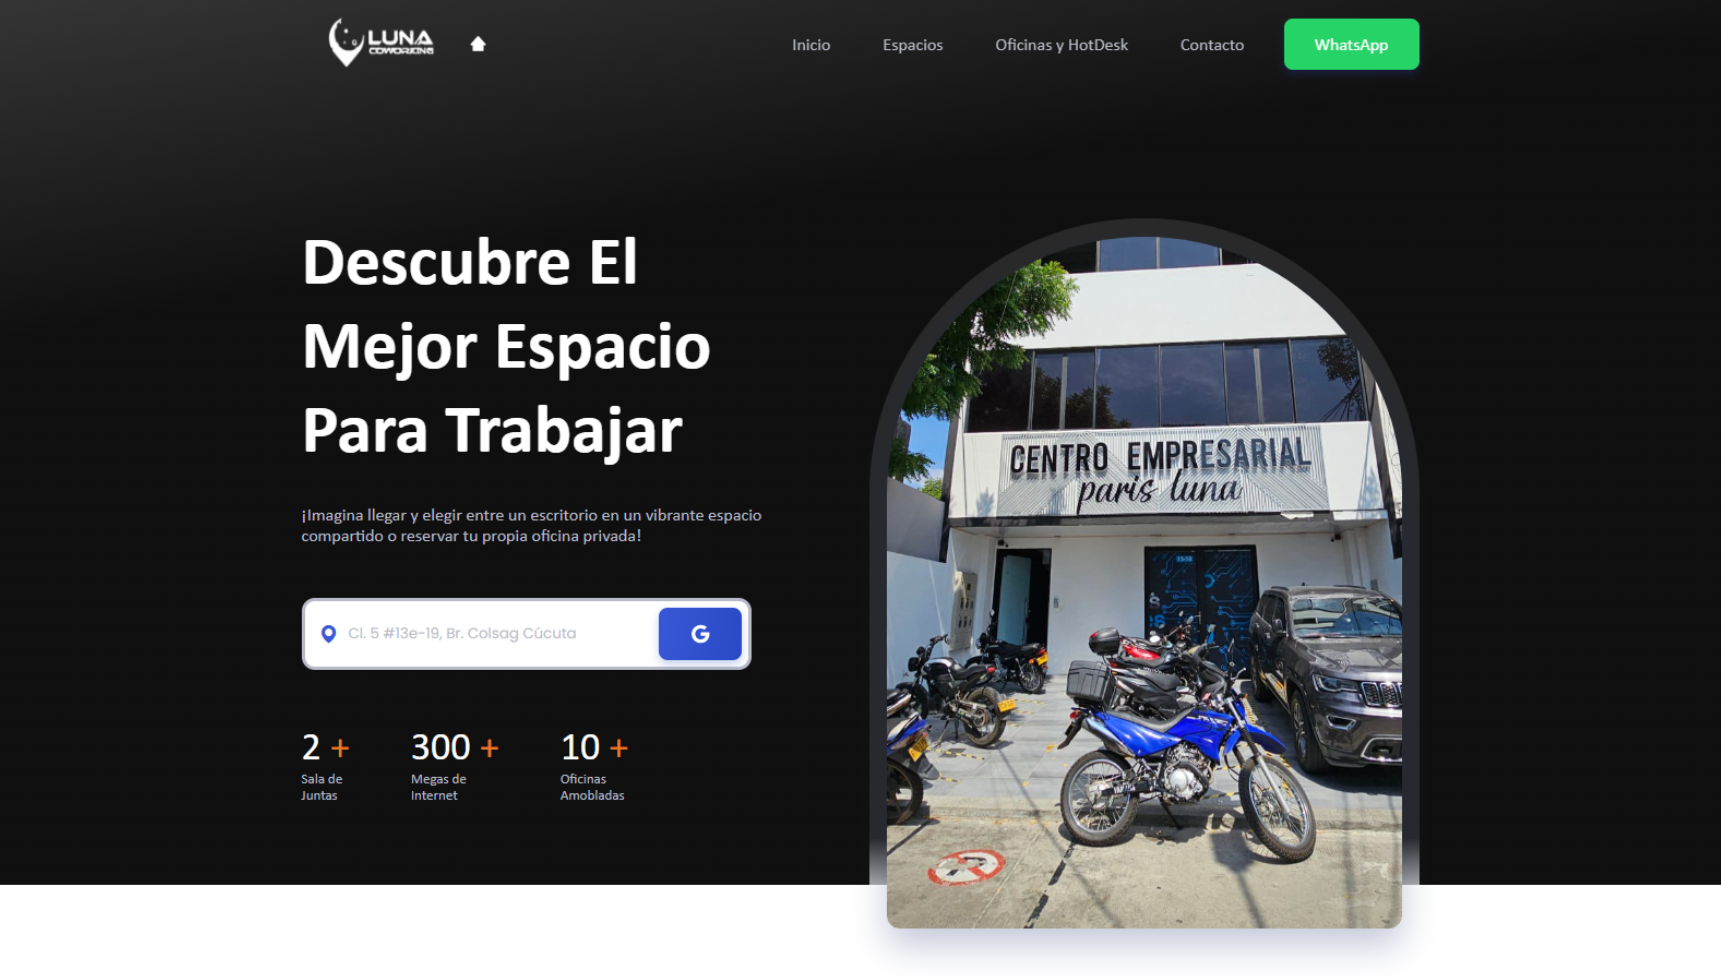 LUNA
COWORKING
Inicio
Espacios
Oficinas y HotDesk
Contacto
WhatsApp
Descubre El
Mejor Espacio
Para Trabajar
¡Imagina llegar y elegir entre un escritorio en un vibrante espacio
compartido o reservar tu propia oficina privada!
Cl. 5 #13e-19, Br. Colsag Cúcuta
G
2 +
Sala de
Juntas
300 +
Megas de
Internet
10 +
Oficinas
Amobladas
CENTRO EMPRESARIAL
paris luna